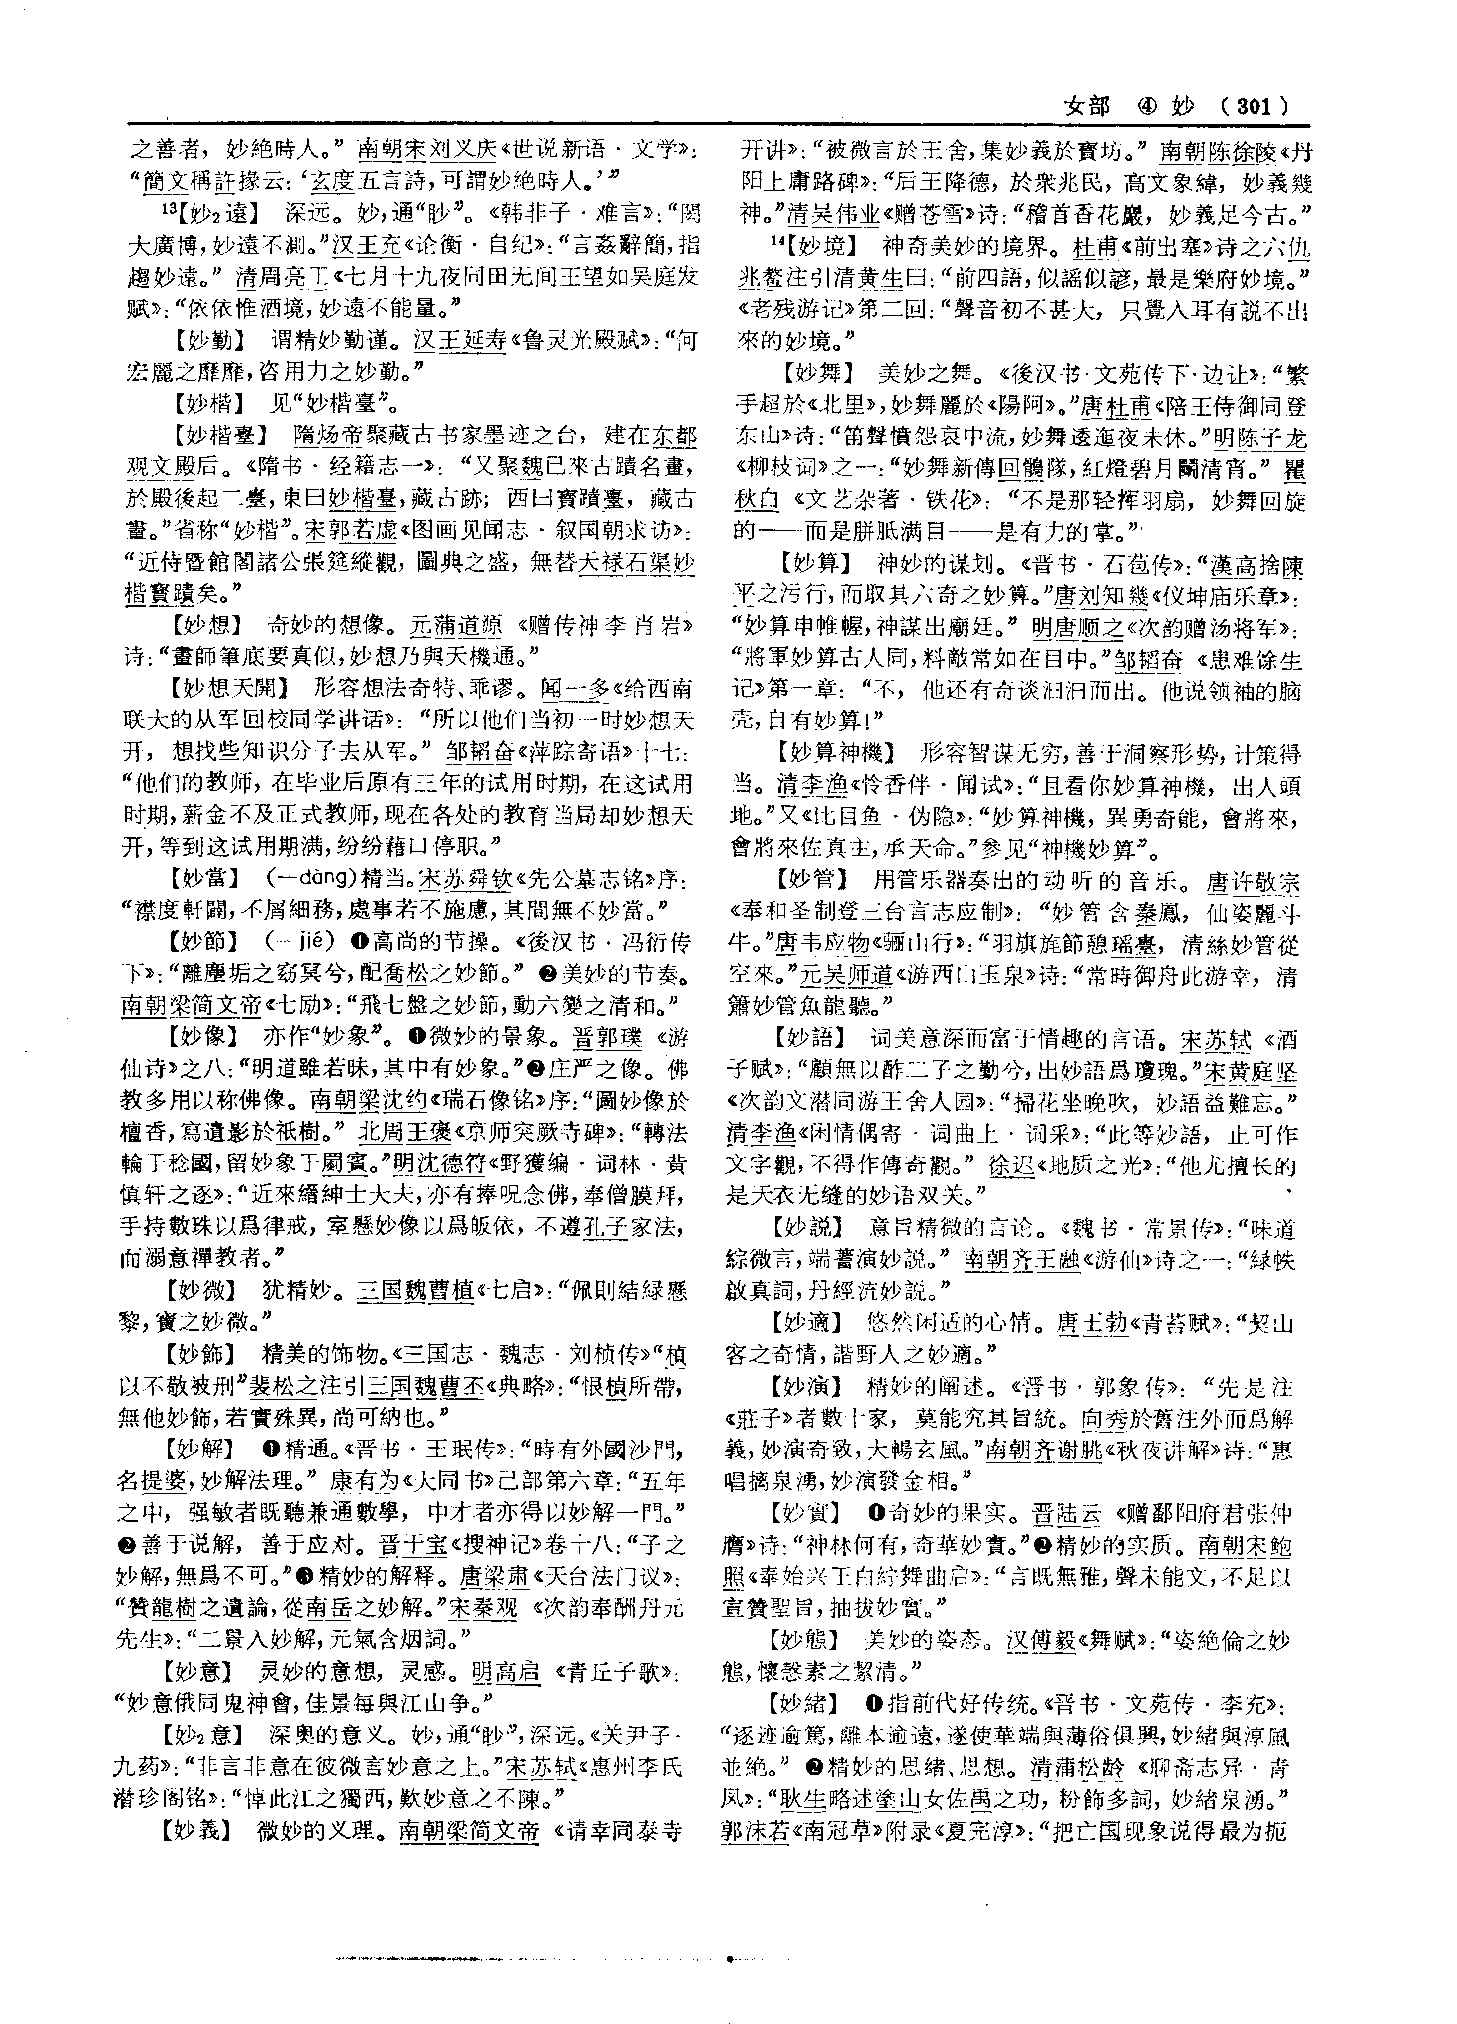 女部 ④ 妙 （301）
之善者，妙絶時人。”南朝宋刘义庆《世说新语·文学》：
“簡文稱許掾云：‘玄度五言詩，可謂妙絶時人。’”
13【妙₂遠】 深远。妙，通“眇”。《韩非子·难言》：“閎
大廣博，妙遠不測。”汉王充《论衡·自纪》：“言姦辭簡，指
趨妙遠。”清周亮工《七月十九夜同田无间王望如吴庭发
赋》：“依依惟酒境，妙遠不能量。”
【妙勤】 谓精妙勤谨。汉王延寿《鲁灵光殿赋》：“何
宏麗之靡靡，咨用力之妙勤。”
【妙楷】 见“妙楷臺”。
【妙楷臺】 隋炀帝聚藏古书家墨迹之台，建在东都
观文殿后。《隋书·经籍志一》：“又聚魏已來古蹟名畫，
於殿後起二臺，東曰妙楷臺，藏古跡；西曰寳蹟臺，藏古
畫。”省称“妙楷”。宋郭若虚《图画见闻志·叙国朝求访》：
“近侍暨館閣諸公張筵縱觀，圖典之盛，無替天禄石渠妙
楷寳蹟矣。”
【妙想】 奇妙的想像。元蒲道源《赠传神李肖岩》
诗：“畫師筆底要真似，妙想乃與天機通。”
【妙想天開】 形容想法奇特、乖谬。闻一多《给西南
联大的从军回校同学讲话》：“所以他们当初一时妙想天
开，想找些知识分子去从军。”邹韬奋《萍踪寄语》十七：
“他们的教师，在毕业后原有三年的试用时期，在这试用
时期，薪金不及正式教师，现在各处的教育当局却妙想天
开，等到这试用期满，纷纷藉口停职。”
【妙當】 （—dàng）精当。宋苏舜钦《先公墓志铭》序：
“襟度軒闢，不屑細務，處事若不施慮，其間無不妙當。”
【妙節】 （—jié）❶高尚的节操。《後汉书·冯衍传
下》：“離塵垢之窈冥兮，配喬松之妙節。”❷美妙的节奏。
南朝梁简文帝《七励》：“飛七盤之妙節，動六變之清和。”
【妙像】 亦作“妙象”。❶微妙的景象。晋郭璞《游
仙诗》之八：“明道雖若昧，其中有妙象。”❷庄严之像。佛
教多用以称佛像。南朝梁沈约《瑞石像铭》序：“圖妙像於
檀香，寫遺影於祇樹。”北周王褒《京师突厥寺碑》：“轉法
輪于稔國，留妙象于罽賓。”明沈德符《野獲编·词林·黄
慎轩之逐》：“近來縉紳士大夫，亦有捧呪念佛，奉僧膜拜，
手持數珠以爲律戒，室懸妙像以爲皈依，不遵孔子家法，
而溺意禪教者。”
【妙微】 犹精妙。三国魏曹植《七启》：“佩則結緑懸
黎，寳之妙微。”
【妙飾】 精美的饰物。《三国志·魏志·刘桢传》“楨
以不敬被刑”裴松之注引三国魏曹丕《典略》：“恨楨所帶，
無他妙飾，若實殊異，尚可納也。”
【妙解】 ❶精通。《晋书·王珉传》：“時有外國沙門，
名提婆，妙解法理。”康有为《大同书》己部第六章：“五年
之中，强敏者既聽兼通數學，中才者亦得以妙解一門。”
❷善于说解，善于应对。晋干宝《搜神记》卷十八：“子之
妙解，無爲不可。”❸精妙的解释。唐梁肃《天台法门议》：
“贊龍樹之遺論，從南岳之妙解。”宋秦观《次韵奉酬丹元
先生》：“二景入妙解，元氣含烟詞。”
【妙意】 灵妙的意想，灵感。明高启《青丘子歌》：
“妙意俄同鬼神會，佳景每與江山争。”
【妙₂意】 深奥的意义。妙，通“眇”，深远。《关尹子·
九药》：“非言非意在彼微言妙意之上。”宋苏轼《惠州李氏
潜珍阁铭》：“悼此江之獨西，歎妙意之不陳。”
【妙義】 微妙的义理。南朝梁简文帝《请幸同泰寺
开讲》：“被微言於王舍，集妙義於寳坊。”南朝陈徐陵《丹
阳上庸路碑》：“后王降德，於衆兆民，高文象緯，妙義幾
神。”清吴伟业《赠苍雪》诗：“稽首香花巖，妙義足今古。”
14【妙境】 神奇美妙的境界。杜甫《前出塞》诗之六仇
兆鳌注引清黄生曰：“前四語，似謡似諺，最是樂府妙境。”
《老残游记》第二回：“聲音初不甚大，只覺入耳有説不出
來的妙境。”
【妙舞】 美妙之舞。《後汉书·文苑传下·边让》：“繁
手超於《北里》，妙舞麗於《陽阿》。”唐杜甫《陪王侍御同登
东山》诗：“笛聲憤怨哀中流，妙舞逶迤夜未休。”明陈子龙
《柳枝词》之一：“妙舞新傳回鶻隊，紅燈碧月鬭清宵。”瞿
秋白《文艺杂著·铁花》：“不是那轻挥羽扇，妙舞回旋
的——而是胼胝满目——是有力的掌。”
【妙算】 神妙的谋划。《晋书·石苞传》：“漢高捨陳
平之污行，而取其六奇之妙算。”唐刘知幾《仪坤庙乐章》：
“妙算申帷幄，神謀出廟廷。”明唐顺之《次韵赠汤将军》：
“將軍妙算古人同，料敵常如在目中。”邹韬奋《患难馀生
记》第一章：“不，他还有奇谈汩汩而出。他说领袖的脑
壳，自有妙算！”
【妙算神機】 形容智谋无穷，善于洞察形势，计策得
当。清李渔《怜香伴·闻试》：“且看你妙算神機，出人頭
地。”又《比目鱼·伪隐》：“妙算神機，異勇奇能，會將來，
會將來佐真主，承天命。”参见“神機妙算”。
【妙管】 用管乐器奏出的动听的音乐。唐许敬宗
《奉和圣制登三台言志应制》：“妙管含秦鳳，仙姿麗斗
牛。”唐韦应物《骊山行》：“羽旗旄節憩瑶臺，清絲妙管從
空來。”元吴师道《游西山玉泉》诗：“常時御舟此游幸，清
簫妙管魚龍聽。”
【妙語】 词美意深而富于情趣的言语。宋苏轼《酒
子赋》：“顧無以酢二子之勤兮，出妙語爲瓊瑰。”宋黄庭坚
《次韵文潜同游王舍人园》：“掃花坐晚吹，妙語益難忘。”
清李渔《闲情偶寄·词曲上·词采》：“此等妙語，止可作
文字觀，不得作傳奇觀。”徐迟《地质之光》：“他尤擅长的
是天衣无缝的妙语双关。”
【妙説】 意旨精微的言论。《魏书·常景传》：“味道
綜微言，端蓍演妙説。”南朝齐王融《游仙》诗之一：“緑帙
啟真詞，丹經流妙説。”
【妙適】 悠然闲适的心情。唐王勃《青苔赋》：“契山
客之奇情，諧野人之妙適。”
【妙演】 精妙的阐述。《晋书·郭象传》：“先是注
《莊子》者數十家，莫能究其旨統。向秀於舊注外而爲解
義，妙演奇致，大暢玄風。”南朝齐谢朓《秋夜讲解》诗：“惠
唱摛泉湧，妙演發金相。”
【妙實】 ❶奇妙的果实。晋陆云《赠鄱阳府君张仲
膺》诗：“神林何有，奇華妙實。”❷精妙的实质。南朝宋鲍
照《奉始兴王白紵舞曲启》：“言既無雅，聲未能文，不足以
宣贊聖旨，抽拔妙實。”
【妙態】 美妙的姿态。汉傅毅《舞赋》：“姿絶倫之妙
態，懷慤素之絜清。”
【妙緒】 ❶指前代好传统。《晋书·文苑传·李充》：
“逐迹逾篤，離本逾遠，遂使華端與薄俗俱興，妙緒與淳風
並絶。”❷精妙的思绪、思想。清蒲松龄《聊斋志异·青
凤》：“耿生略述塗山女佐禹之功，粉飾多詞，妙緒泉湧。”
郭沫若《南冠草》附录《夏完淳》：“把亡国现象说得最为扼